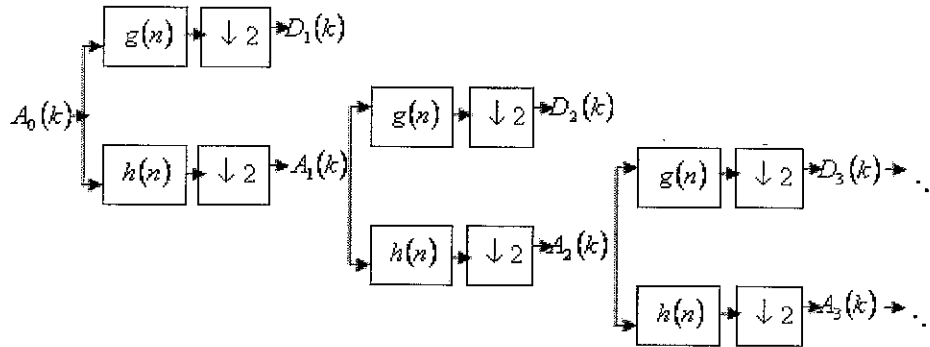 g(n) ↓ 2 D₁(k)
A₀(k)
h(n) ↓ 2 A₁(k)
g(n) ↓ 2 D₂(k)
h(n) ↓ 2 A₂(k)
g(n) ↓ 2 D₃(k)
h(n) ↓ 2 A₃(k)